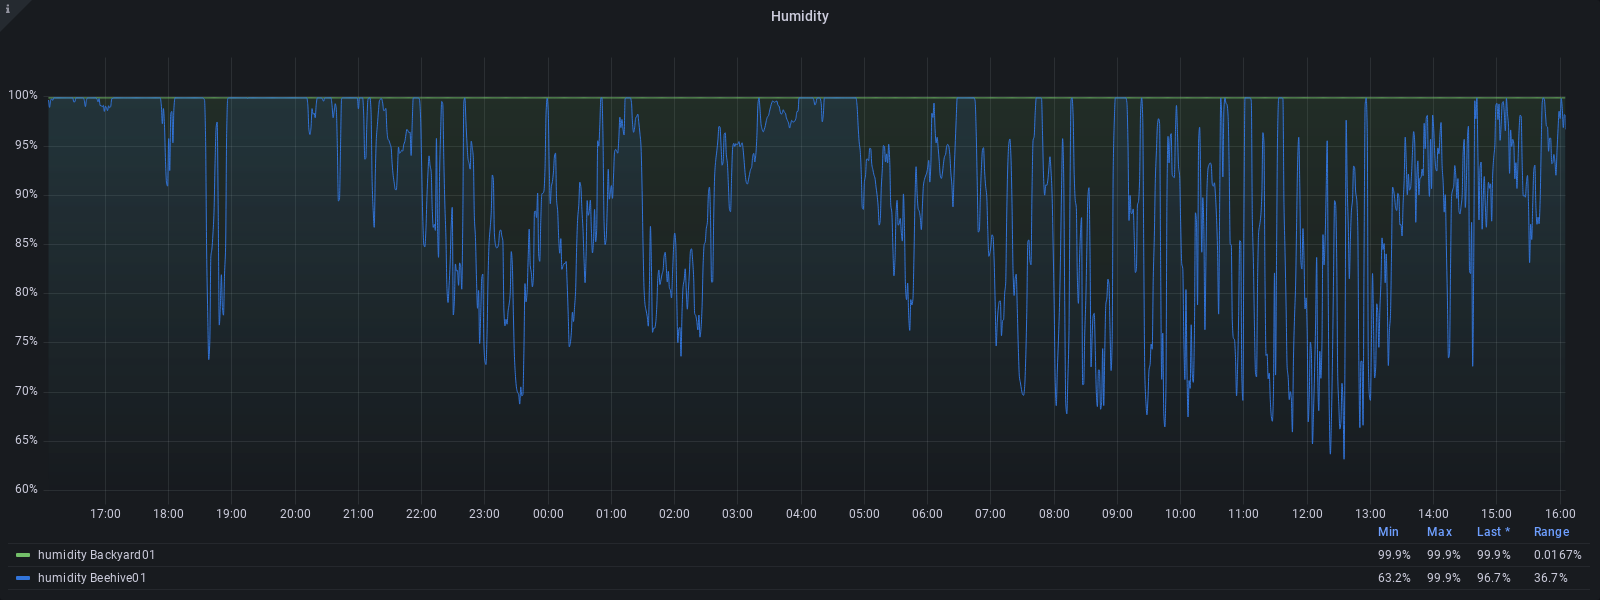 i
Humidity
100%
95%
90%
85%
80%
75%
70%
65%
60%
17:00 18:00 19:00 20:00 21:00 22:00 23:00 00:00 01:00 02:00 03:00 04:00 05:00 06:00 07:00 08:00 09:00 10:00 11:00 12:00 13:00 14:00 15:00 16:00
Min Max Last * Range
humidity Backyard01 99.9% 99.9% 99.9% 0.0167%
humidity Beehive01 63.2% 99.9% 96.7% 36.7%